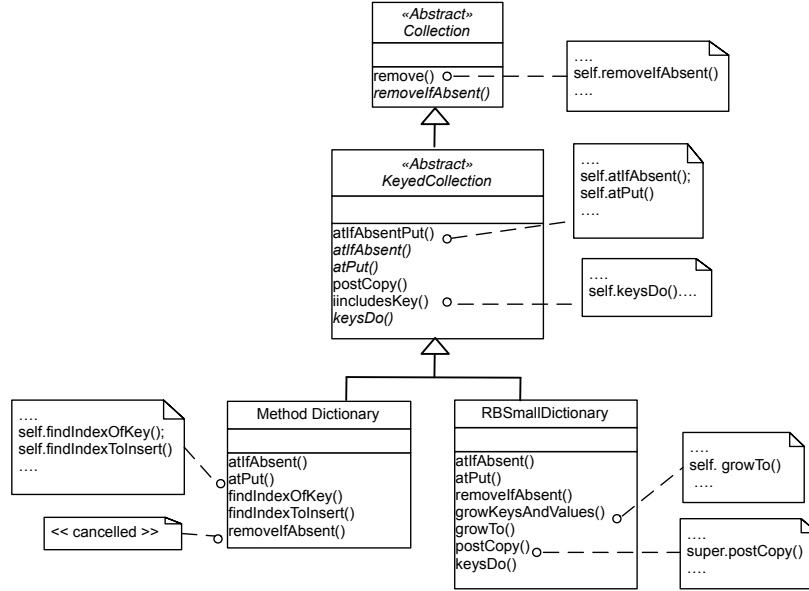 «Abstract»
Collection
remove()
removeIfAbsent()
....
self.removeIfAbsent()
....
«Abstract»
KeyedCollection
atIfAbsentPut()
atIfAbsent()
atPut()
postCopy()
iincludesKey()
keysDo()
....
self.atIfAbsent();
self.atPut()
....
....
self.keysDo()....
Method Dictionary
atIfAbsent()
atPut()
findIndexOfKey()
findIndexToInsert()
removeIfAbsent()
....
self.findIndexOfKey();
self.findIndexToInsert()
....
<< cancelled >>
RBSmallDictionary
atIfAbsent()
atPut()
removeIfAbsent()
growKeysAndValues()
growTo()
postCopy()
keysDo()
....
self. growTo()
....
....
super.postCopy()
....